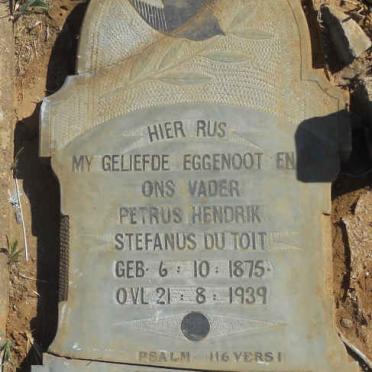 HIER RUS
MY GELIEFDE EGGENOOT EN
ONS VADER
PETRUS HENDRIK
STEFANUS DU TOIT
GEB. 6 : 10 : 1875.
OVL 21 : 8 : 1939
PSALM 116 VERS 1